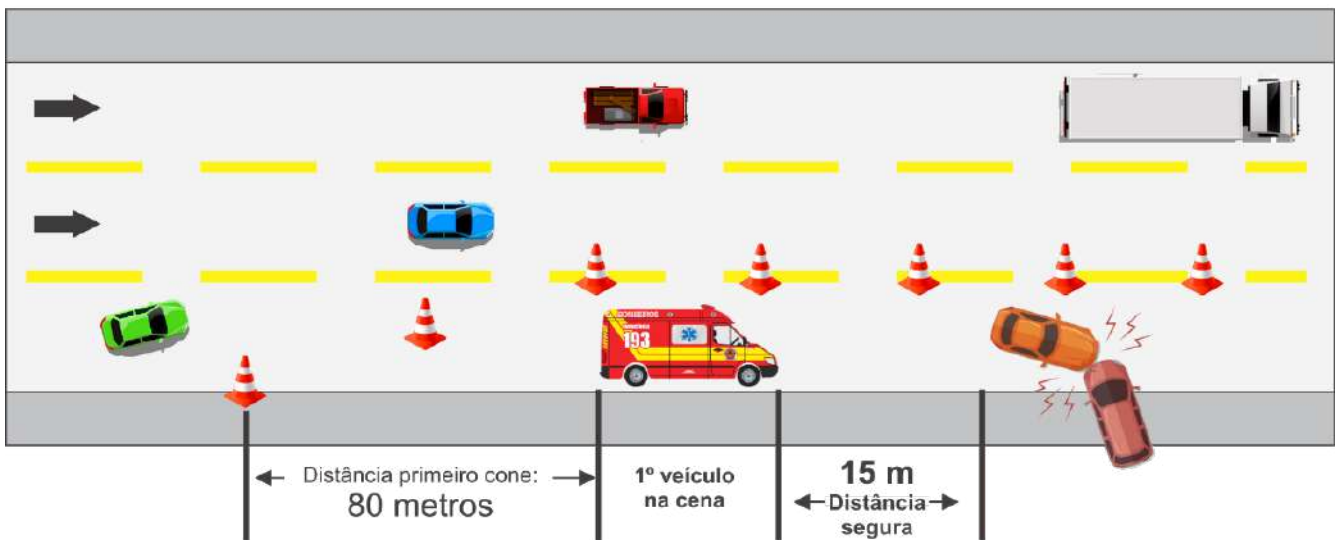 BOMBEIROS
193
Distância primeiro cone:
80 metros
1º veículo
na cena
15 m
Distância
segura